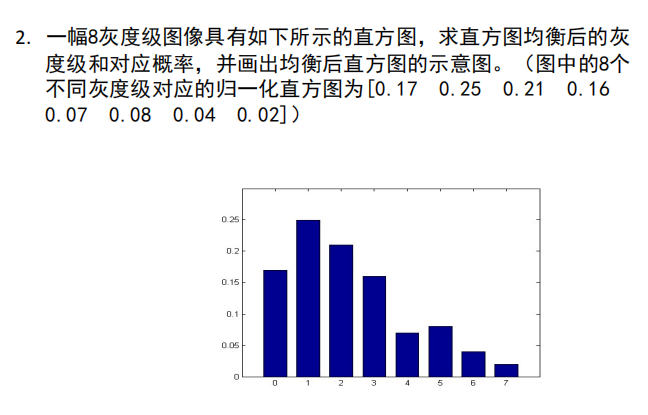 2. 一幅8灰度级图像具有如下所示的直方图，求直方图均衡后的灰
度级和对应概率，并画出均衡后直方图的示意图。（图中的8个
不同灰度级对应的归一化直方图为[0.17 0.25 0.21 0.16
0.07 0.08 0.04 0.02]）
0.25
0.2
0.15
0.1
0.05
0
0 1 2 3 4 5 6 7